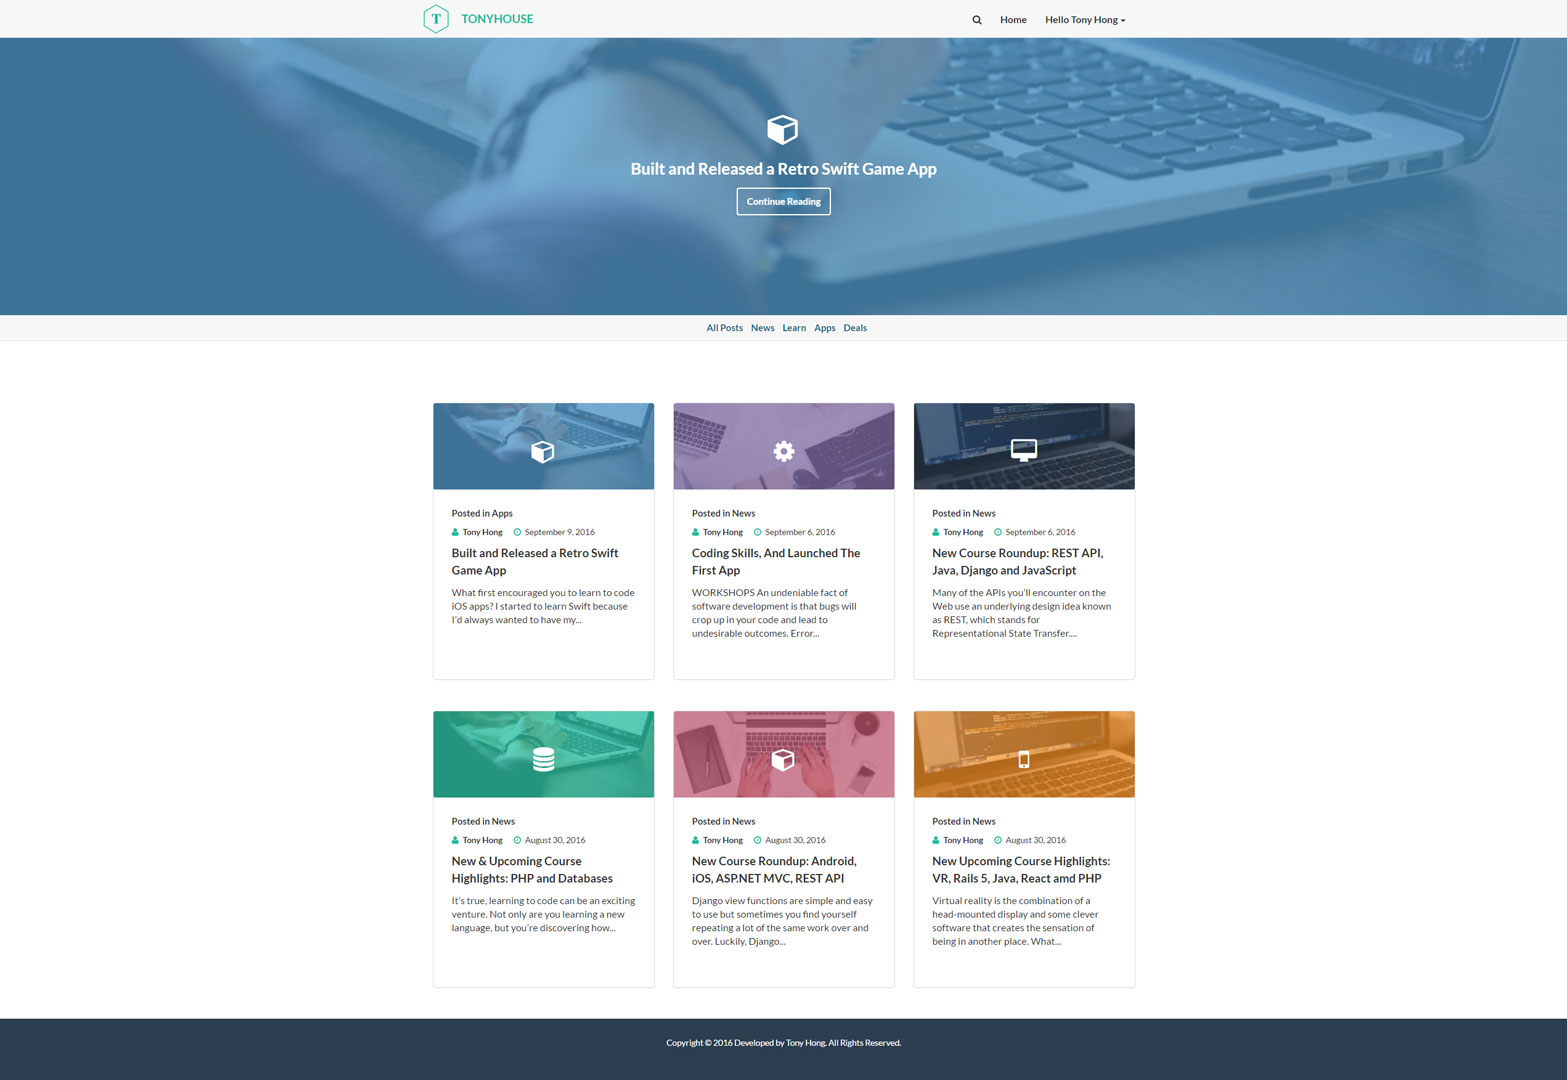 T TONYHOUSE
Home Hello Tony Hong
Built and Released a Retro Swift Game App
Continue Reading
All Posts News Learn Apps Deals
Posted in Apps
Tony Hong September 9, 2016
Built and Released a Retro Swift
Game App
What first encouraged you to learn to code
iOS apps? I started to learn Swift because
I’d always wanted to have my...
Posted in News
Tony Hong September 6, 2016
Coding Skills, And Launched The
First App
WORKSHOPS An undeniable fact of
software development is that bugs will
crop up in your code and lead to
undesirable outcomes. Error...
Posted in News
Tony Hong September 6, 2016
New Course Roundup: REST API,
Java, Django and JavaScript
Many of the APIs you’ll encounter on the
Web use an underlying design idea known
as REST, which stands for
Representational State Transfer....
Posted in News
Tony Hong August 30, 2016
New & Upcoming Course
Highlights: PHP and Databases
It’s true, learning to code can be an exciting
venture. Not only are you learning a new
language, but you’re discovering how...
Posted in News
Tony Hong August 30, 2016
New Course Roundup: Android,
iOS, ASP.NET MVC, REST API
Django view functions are simple and easy
to use but sometimes you find yourself
repeating a lot of the same work over and
over. Luckily, Django...
Posted in News
Tony Hong August 30, 2016
New Upcoming Course Highlights:
VR, Rails 5, Java, React amd PHP
Virtual reality is the combination of a
head-mounted display and some clever
software that creates the sensation of
being in another place. What...
Copyright © 2016 Developed by Tony Hong. All Rights Reserved.